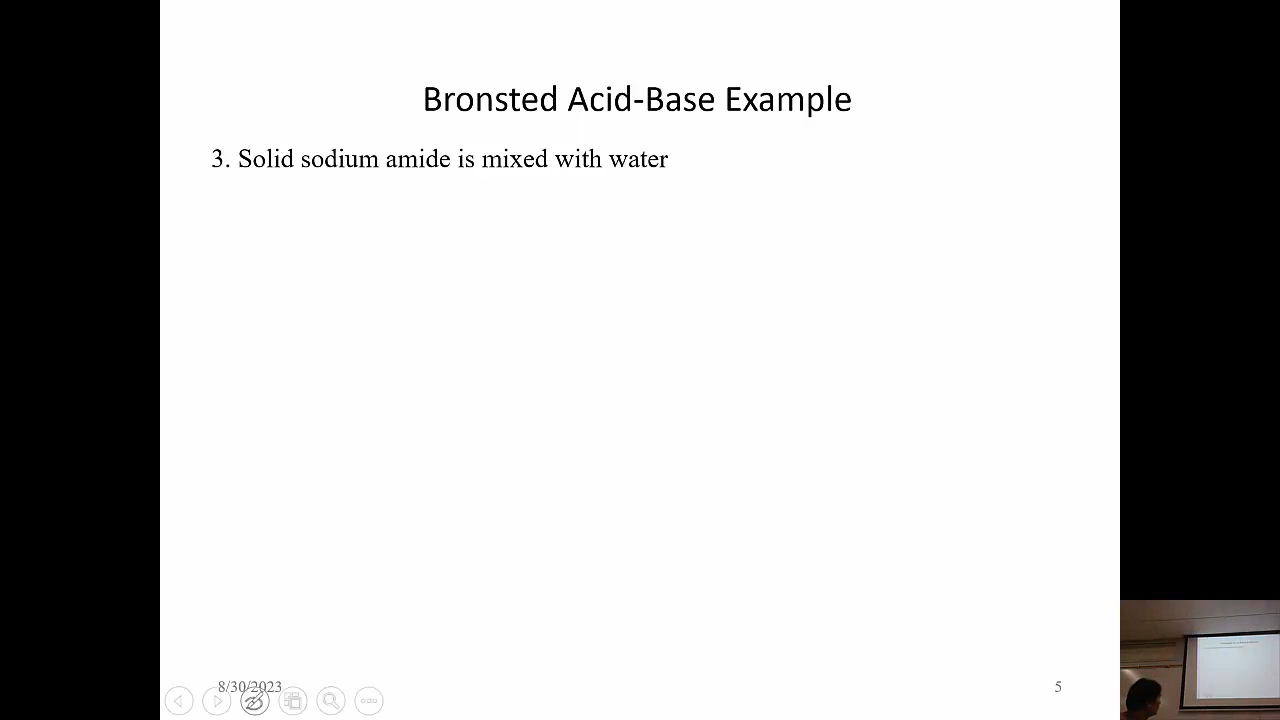 Bronsted Acid-Base Example
3. Solid sodium amide is mixed with water
8/30/2023
5